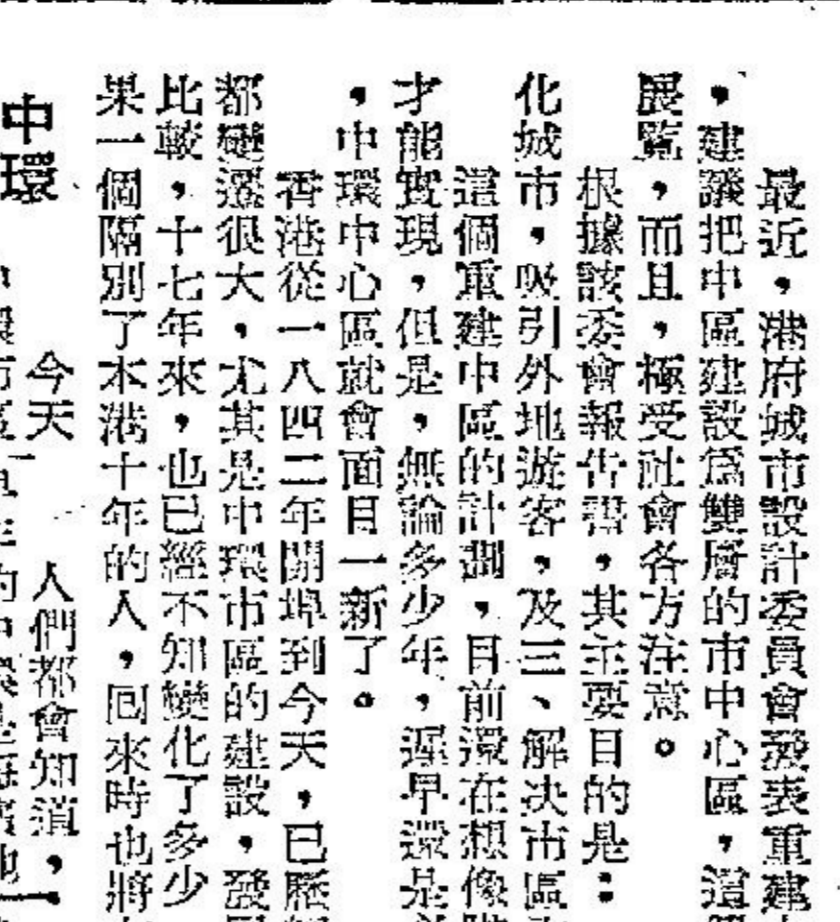 最近，港府城市設計委員會發表重建
，建議把中區建設爲雙層的市中心區，這
展覽，而且，極受社會各方注意。
根據該委會報告書，其主要目的是：
化城市，吸引外地遊客，及三、解决市區
這個重建中區的計劃，目前還在想像
才能實現，但是，無論多少年，遲早還是
，中環中心區就會面目一新了。
香港從一八四二年開埠到今天，已歷
都變遷很大，尤其是中環市區的建設，發
比較，十七年來，也已經不知變化了多少
果一個隔別了本港十年的人，回來時也將
中環
今天
人們都會知道，